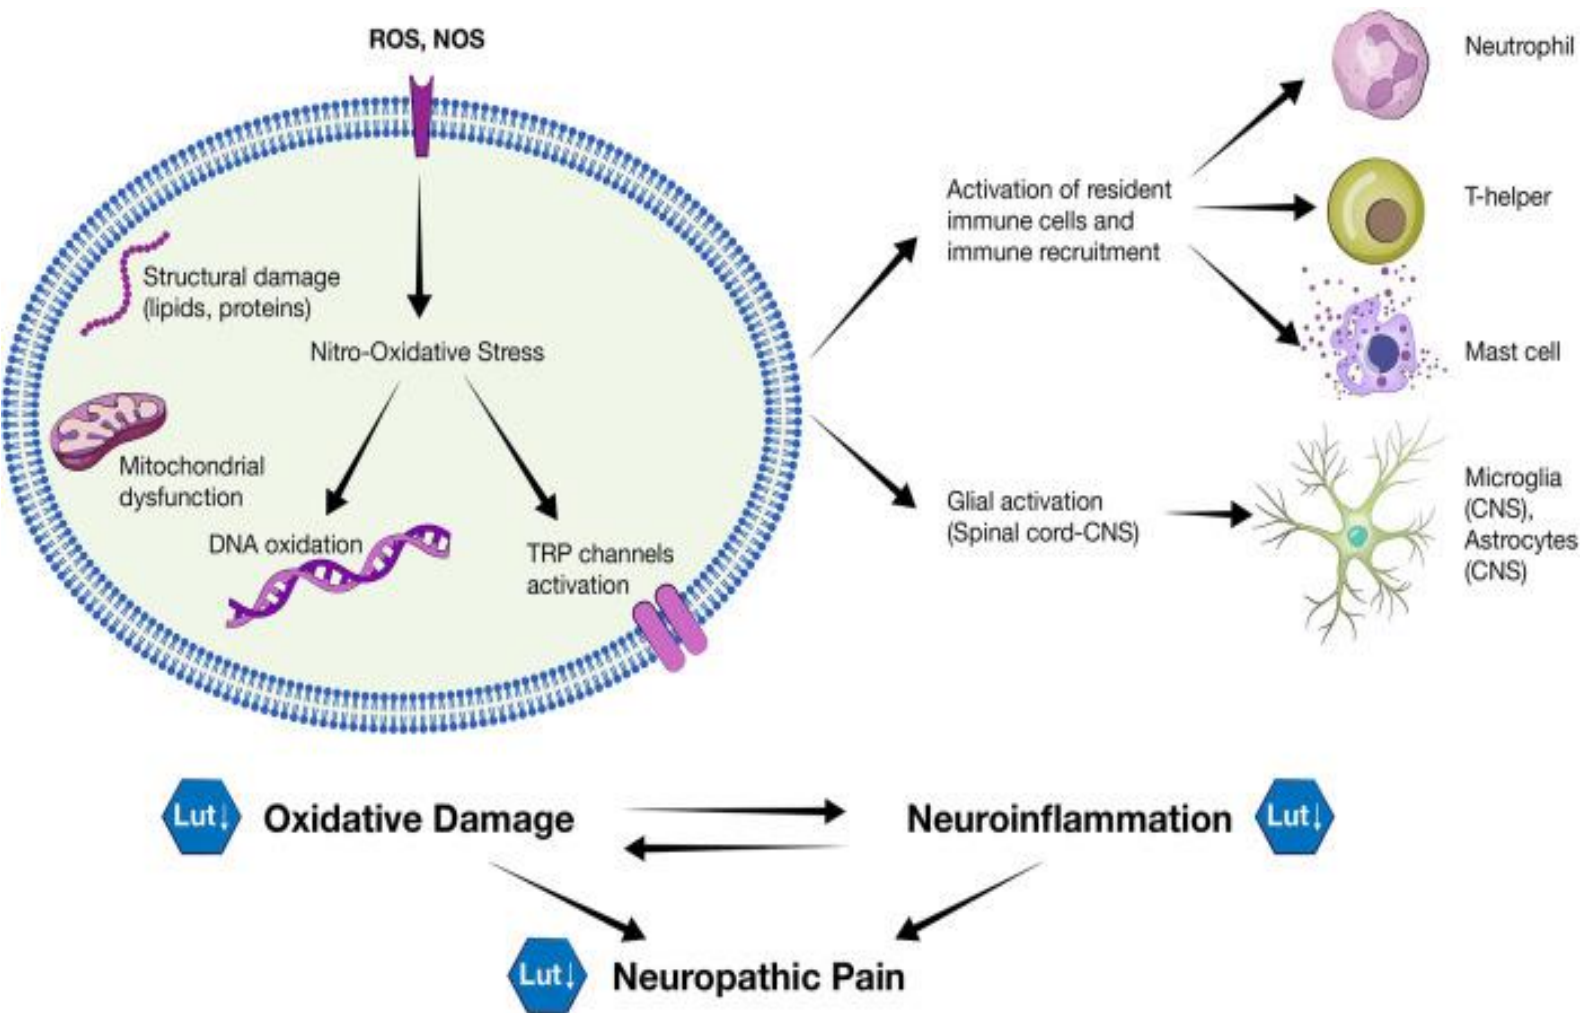 ROS, NOS
Structural damage
(lipids, proteins)
Nitro-Oxidative Stress
Mitochondrial
dysfunction
DNA oxidation
TRP channels
activation
Activation of resident
immune cells and
immune recruitment
Neutrophil
T-helper
Mast cell
Glial activation
(Spinal cord-CNS)
Microglia
(CNS),
Astrocytes
(CNS)
Lut↓
Oxidative Damage
Neuroinflammation
Lut↓
Lut↓
Neuropathic Pain